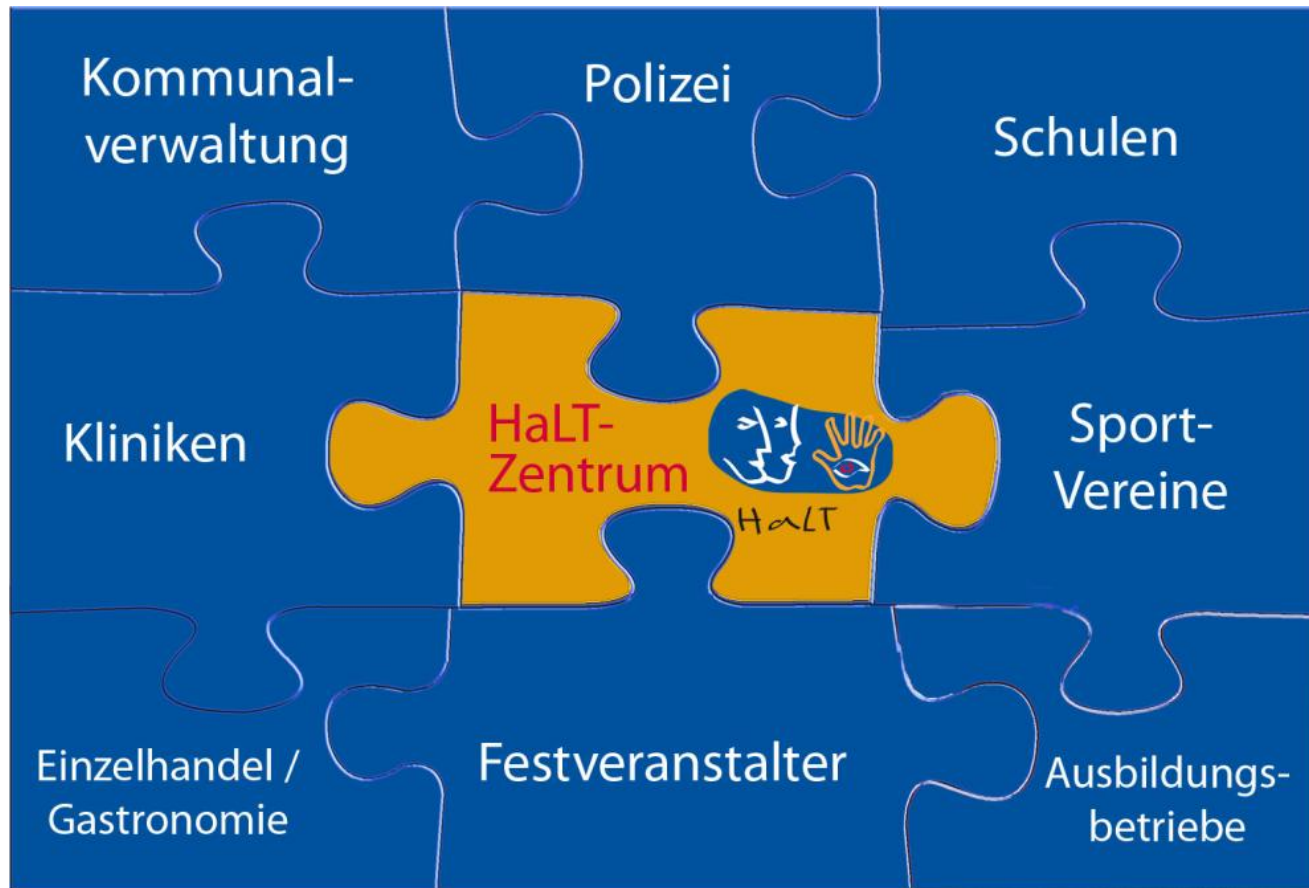 Kommunal-
verwaltung
Polizei
Schulen
Kliniken
HaLT-
Zentrum
HaLT
Sport-
Vereine
Einzelhandel /
Gastronomie
Festveranstalter
Ausbildungs-
betriebe